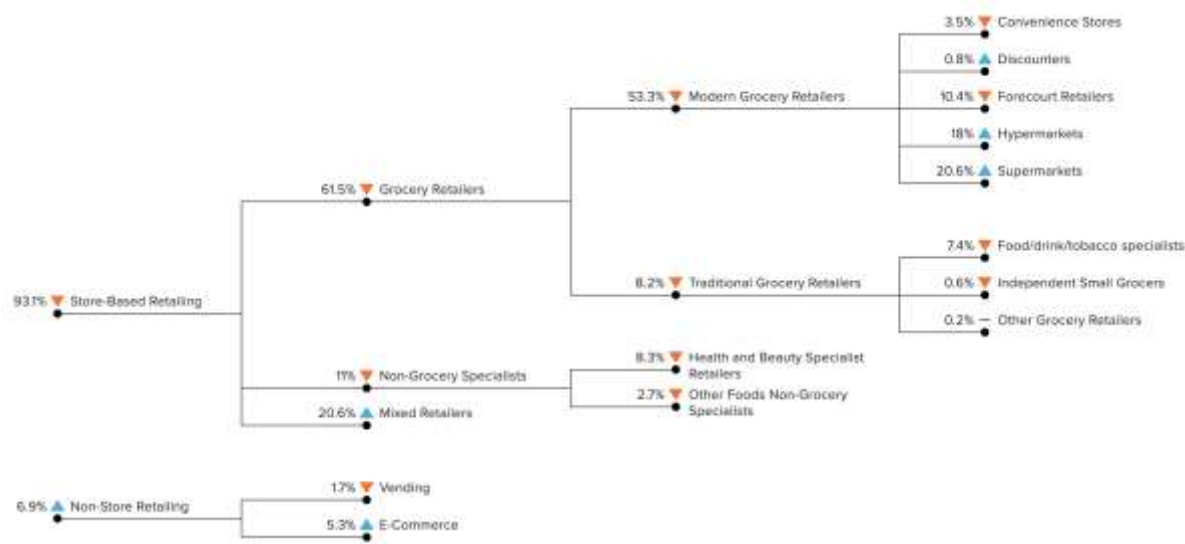 3.5% Convenience Stores
0.8% Discounters
53.3% Modern Grocery Retailers
10.4% Forecourt Retailers
18% Hypermarkets
20.6% Supermarkets
61.5% Grocery Retailers
7.4% Food/drink/tobacco specialists
8.2% Traditional Grocery Retailers
0.6% Independent Small Grocers
0.2% – Other Grocery Retailers
93.1% Store-Based Retailing
8.3% Health and Beauty Specialist
Retailers
11% Non-Grocery Specialists
2.7% Other Foods Non-Grocery
Specialists
20.6% Mixed Retailers
1.7% Vending
6.9% Non-Store Retailing
5.3% E-Commerce